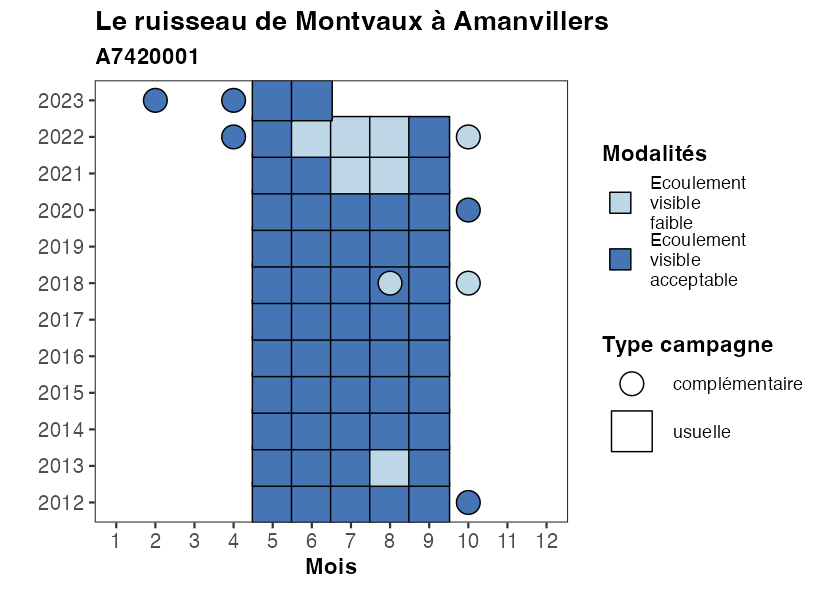 Le ruisseau de Montvaux à Amanvillers
A7420001
2023
2022
2021
2020
2019
2018
2017
2016
2015
2014
2013
2012
1 2 3 4 5 6 7 8 9 10 11 12
Mois
Modalités
Ecoulement
visible
faible
Ecoulement
visible
acceptable
Type campagne
complémentaire
usuelle